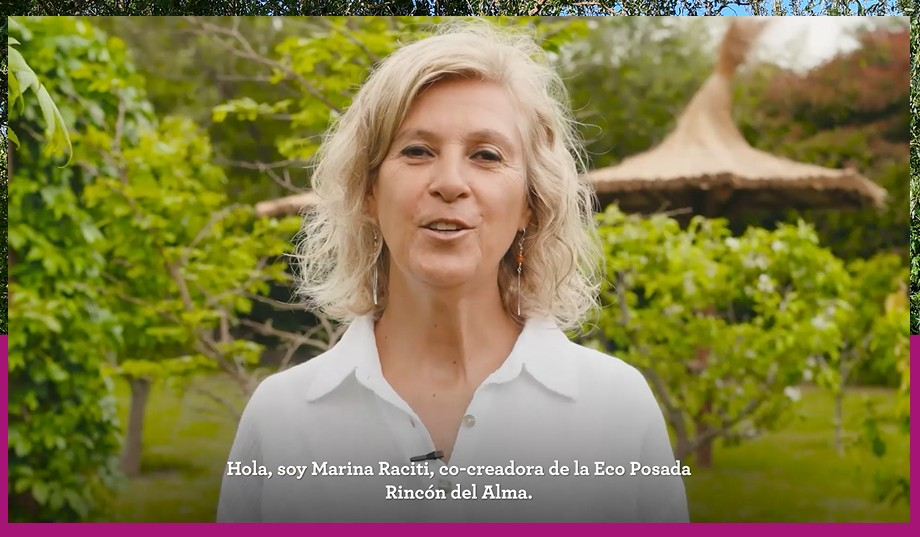 Hola, soy Marina Raciti, co-creadora de la Eco Posada
Rincón del Alma.